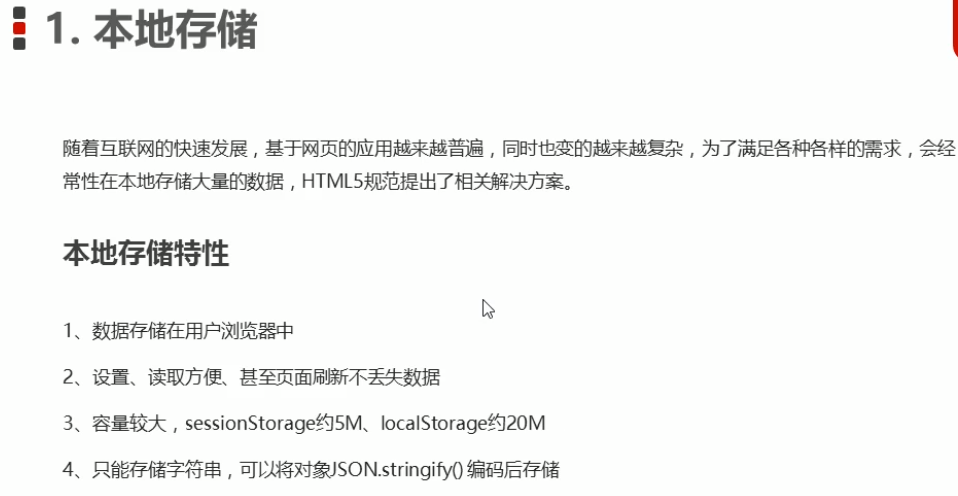 1. 本地存储
随着互联网的快速发展，基于网页的应用越来越普遍，同时也变的越来越复杂，为了满足各种各样的需求，会经
常性在本地存储大量的数据，HTML5规范提出了相关解决方案。
本地存储特性
1、数据存储在用户浏览器中
2、设置、读取方便、甚至页面刷新不丢失数据
3、容量较大，sessionStorage约5M、localStorage约20M
4、只能存储字符串，可以将对象JSON.stringify() 编码后存储